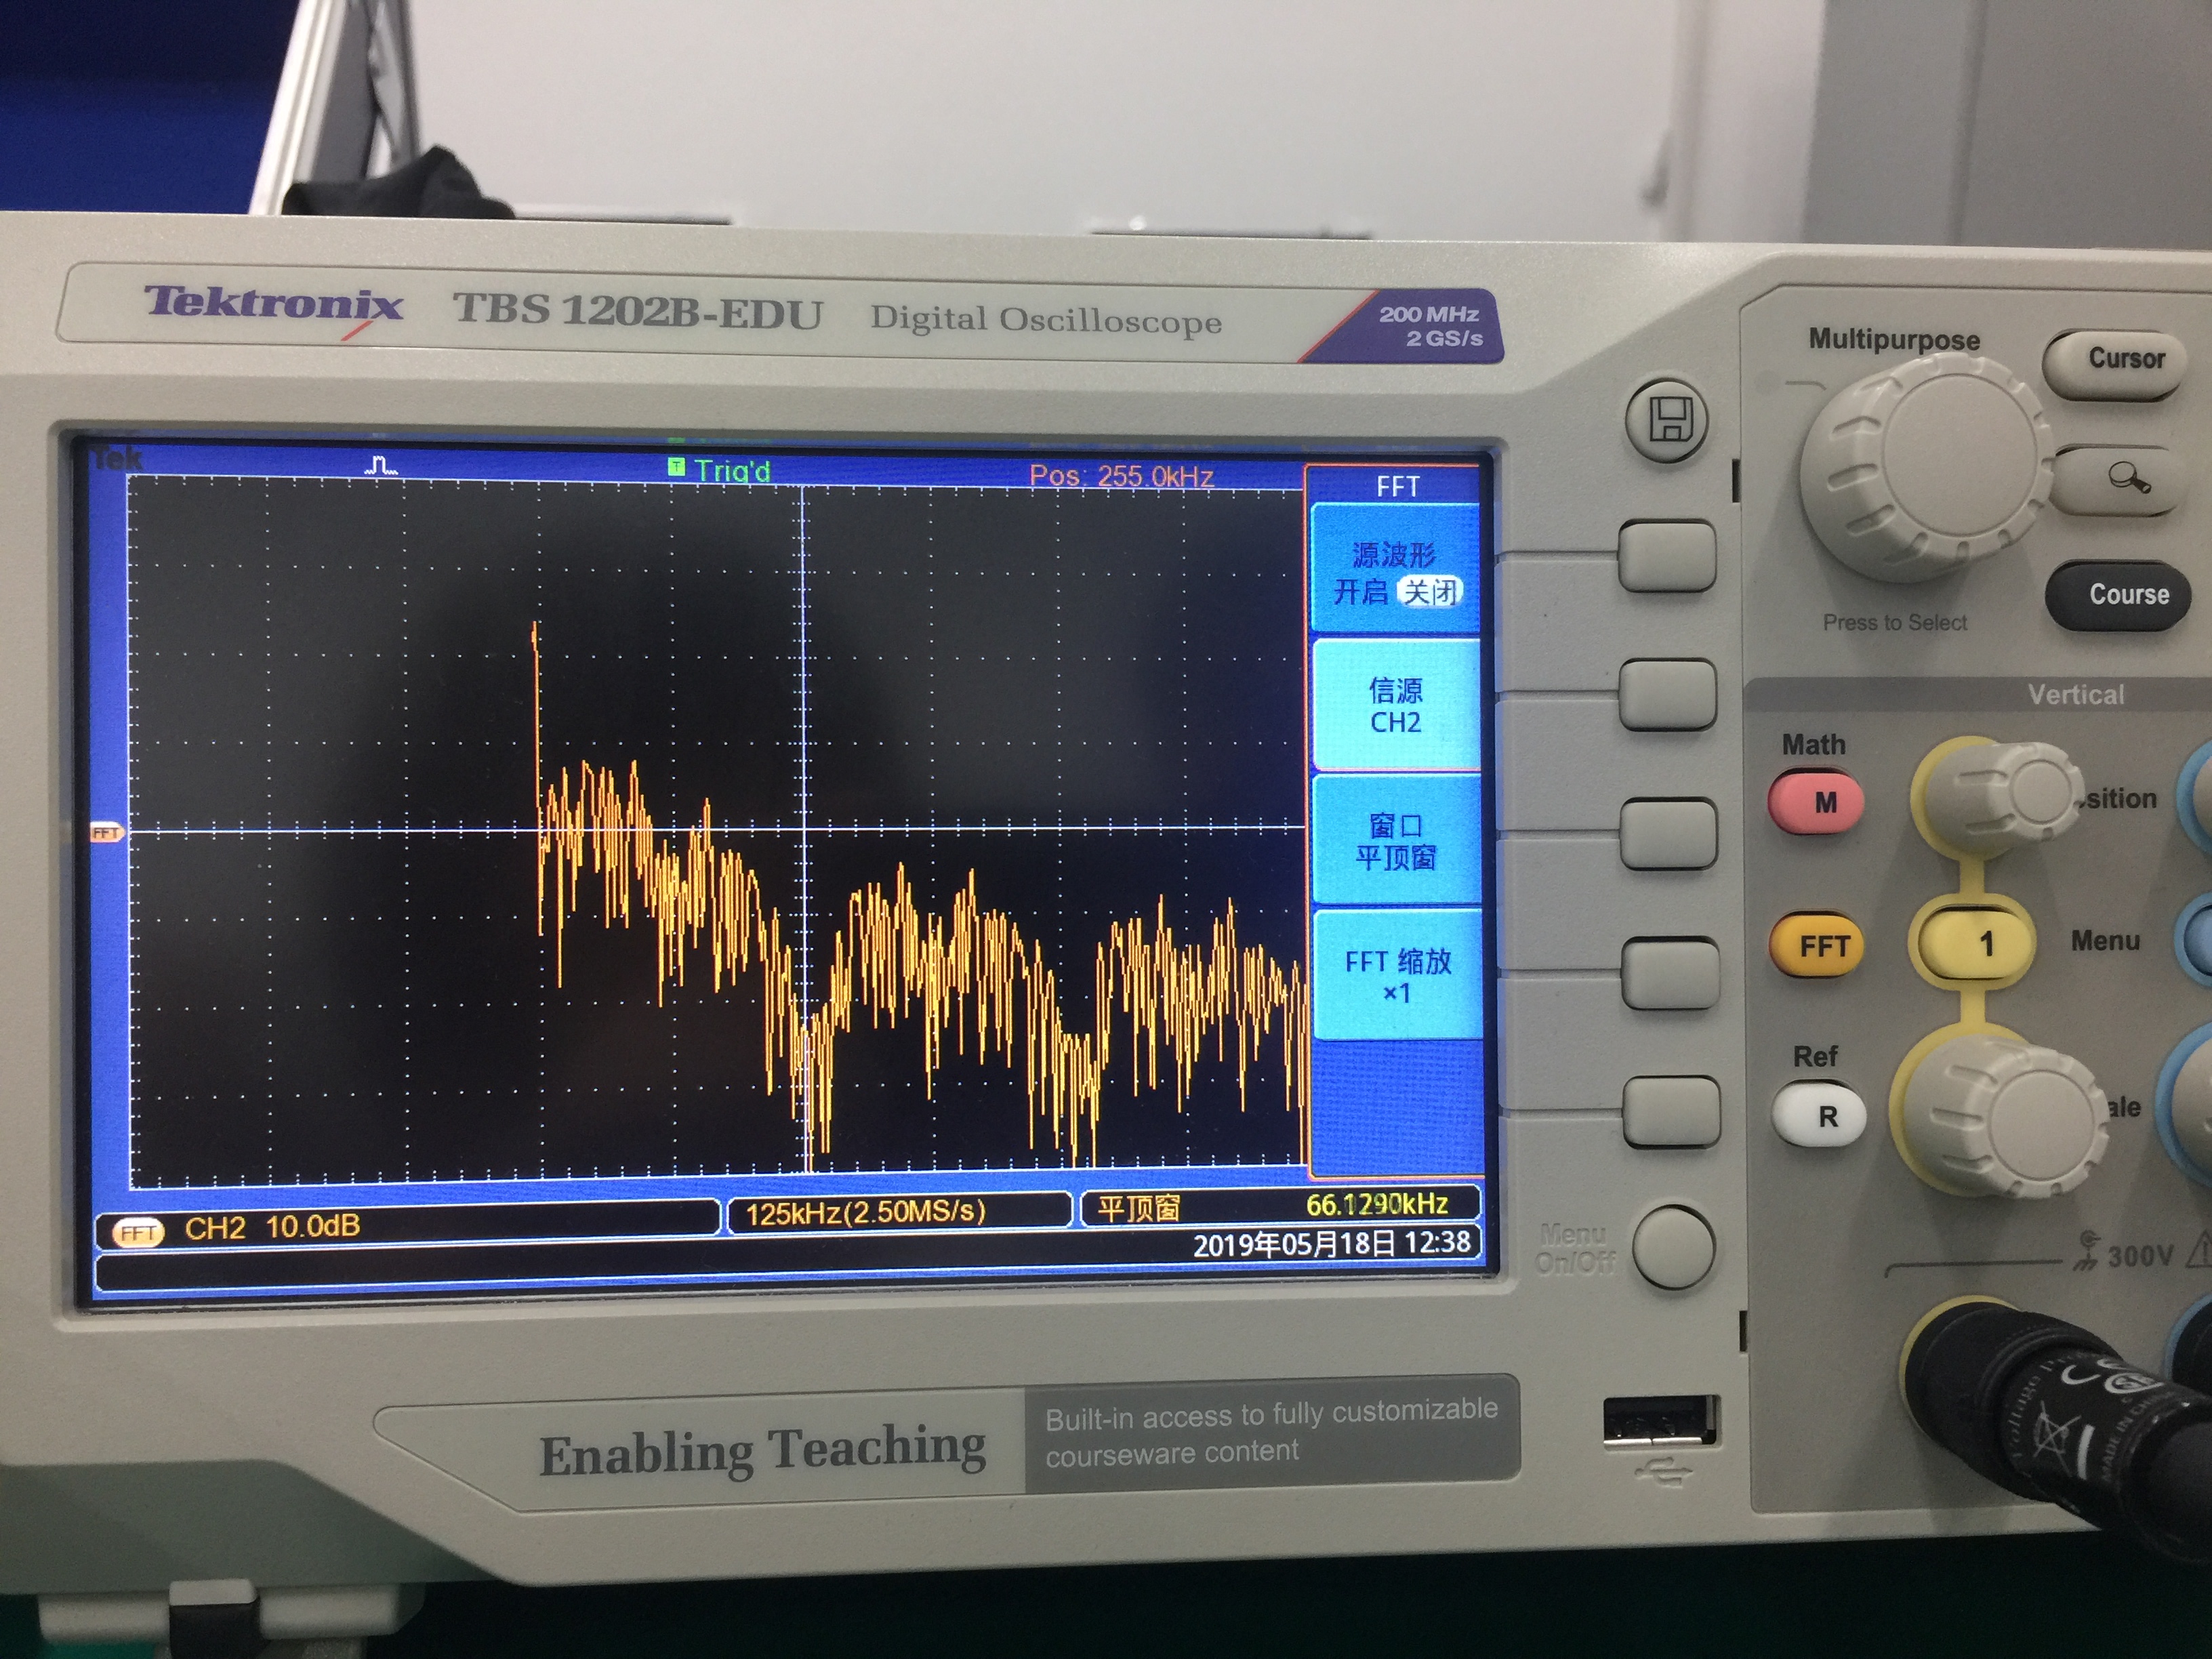 Tektronix TBS 1202B-EDU Digital Oscilloscope
200 MHz
2 GS/s
Multipurpose
Cursor
Course
Press to Select
Tek
T Trig'd
Pos: 255.0kHz
FFT
源波形
开启 关闭
信源
CH2
窗口
平顶窗
FFT 缩放
×1
FFT
FFT CH2 10.0dB
125kHz(2.50MS/s)
平顶窗 66.1290kHz
2019年05月18日 12:38
Vertical
Math
M
FFT
1
Menu
Ref
R
Menu
On/Off
300V
Enabling Teaching
Built-in access to fully customizable
courseware content